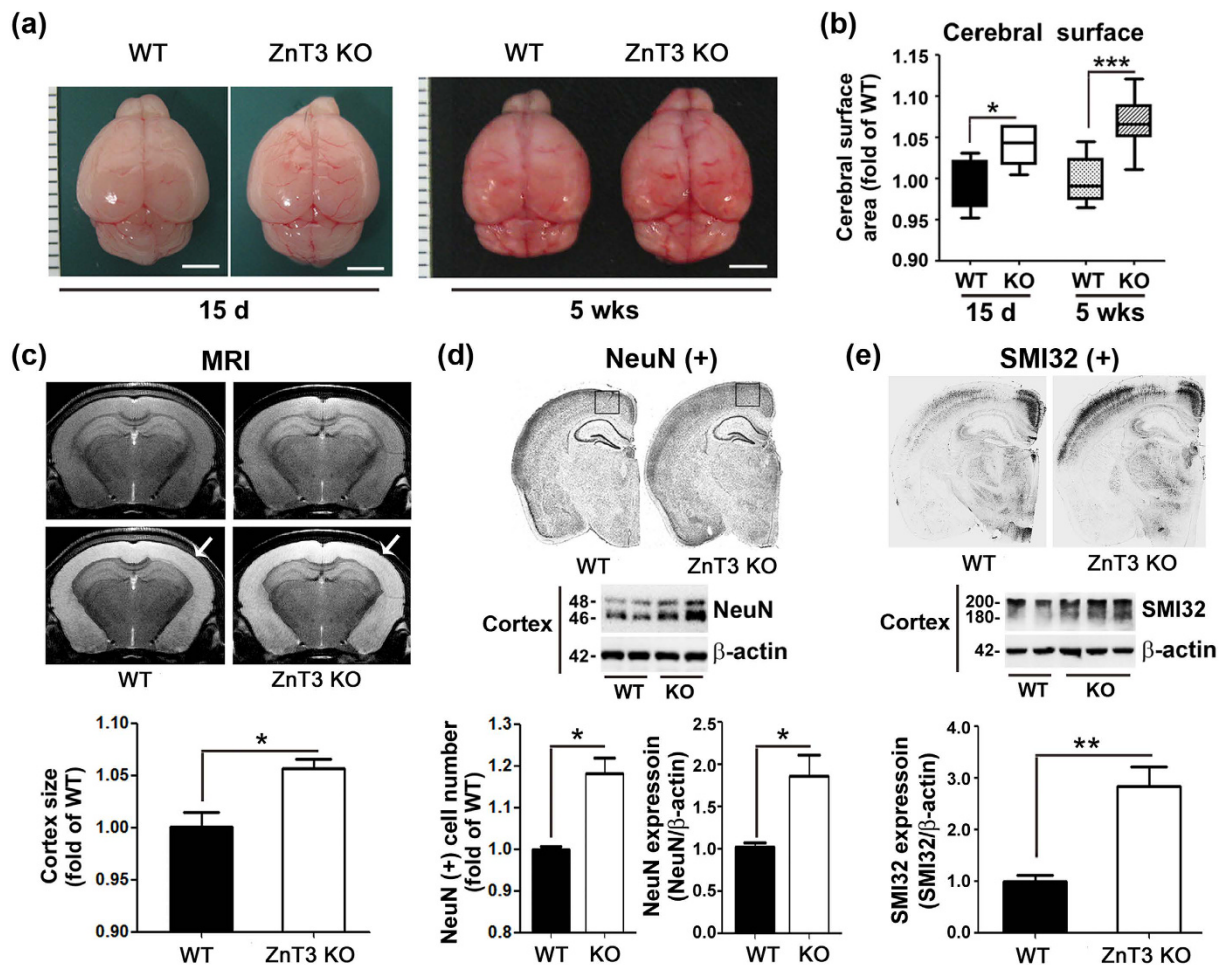 (a)
WT
ZnT3 KO
WT
ZnT3 KO
15 d
5 wks
(b)
Cerebral surface
Cerebral surface
area (fold of WT)
1.15
1.10
1.05
1.00
0.95
0.90
*
***
WT KO
WT KO
15 d
5 wks
(c)
MRI
WT
ZnT3 KO
Cortex size
(fold of WT)
1.10
1.05
1.00
0.95
0.90
*
WT
ZnT3 KO
(d)
NeuN (+)
WT
ZnT3 KO
Cortex
48-
46-
NeuN
42-
β-actin
WT
KO
NeuN (+) cell number
(fold of WT)
1.3
1.2
1.1
1.0
0.9
0.8
*
WT KO
NeuN expressoin
(NeuN/β-actin)
2.5
2.0
1.5
1.0
0.5
0.0
*
WT KO
(e)
SMI32 (+)
WT
ZnT3 KO
Cortex
200-
180-
SMI32
42-
β-actin
WT
KO
SMI32 expressoin
(SMI32/β-actin)
4.0
3.0
2.0
1.0
0.0
**
WT
ZnT3 KO